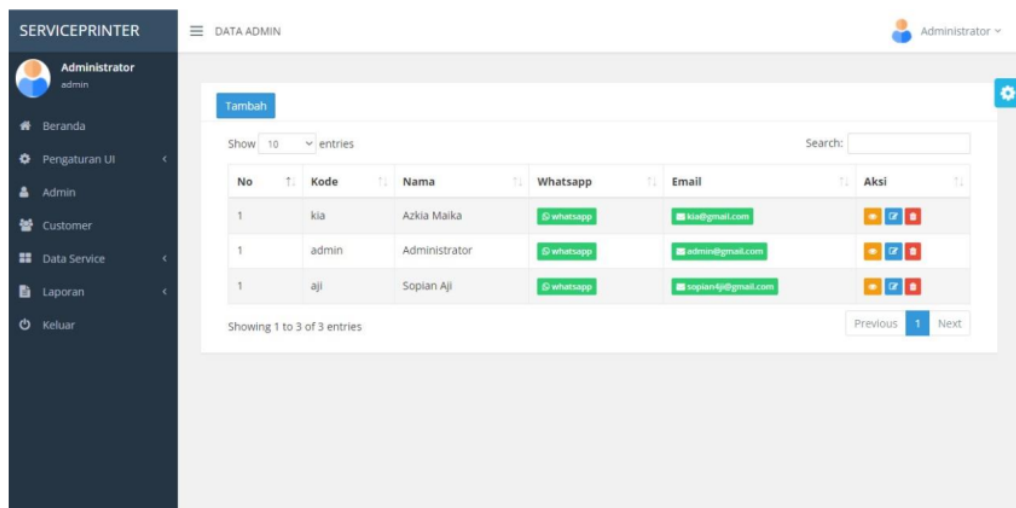 SERVICEPRINTER
DATA ADMIN
Administrator
Administrator
admin
Beranda
Pengaturan UI
Admin
Customer
Data Service
Laporan
Keluar
Tambah
Show 10 entries
Search:
No Kode Nama Whatsapp Email Aksi
1 kia Azkia Maika whatsapp kia@gmail.com
1 admin Administrator whatsapp admin@gmail.com
1 aji Sopian Aji whatsapp sopian4ji@gmail.com
Showing 1 to 3 of 3 entries
Previous 1 Next